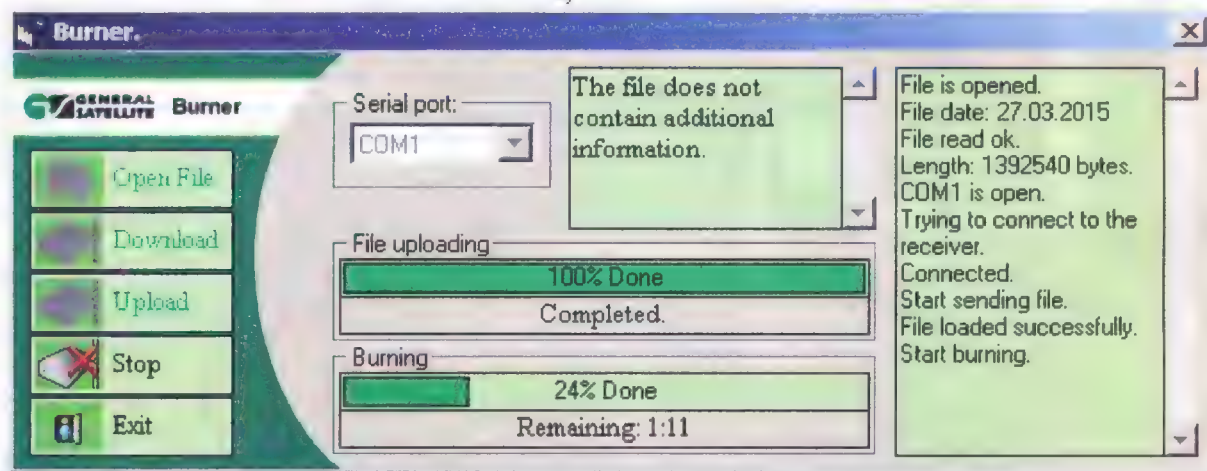 Burner.
GENERAL
SATELLITE
Burner
Open File
Download
Upload
Stop
Exit
Serial port:
COM1
The file does not
contain additional
information.
File uploading
100% Done
Completed.
Burning
24% Done
Remaining: 1:11
File is opened.
File date: 27.03.2015
File read ok.
Length: 1392540 bytes.
COM1 is open.
Trying to connect to the
receiver.
Connected.
Start sending file.
File loaded successfully.
Start burning.